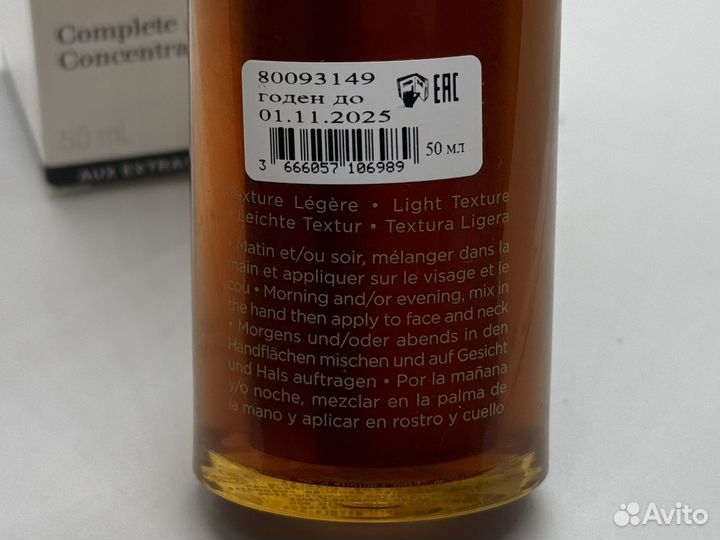 Complete
Concentra
50 mL
AUX EXTRA
80093149
годен до
01.11.2025
EAC
3 666057 106989
50 мл
Texture Légère • Light Texture
Leichte Textur • Textura Ligera
• Matin et/ou soir, mélanger dans la
main et appliquer sur le visage et le
cou • Morning and/or evening, mix in
the hand then apply to face and neck
• Morgens und/oder abends in den
Handflächen mischen und auf Gesicht
und Hals auftragen • Por la mañana
y/o noche, mezclar en la palma de
la mano y aplicar en rostro y cuello
Avito